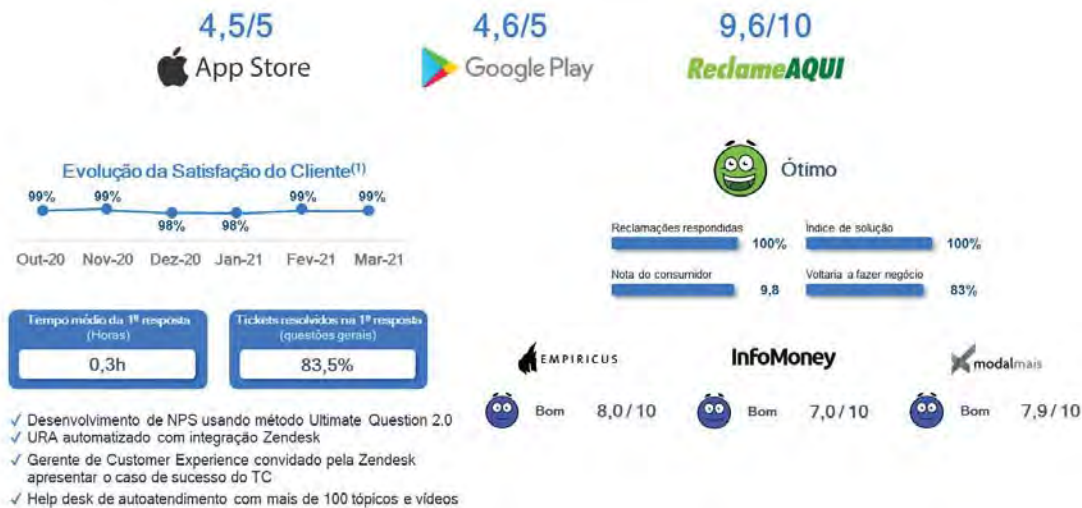 4,5/5
App Store
4,6/5
Google Play
9,6/10
ReclameAQUI
Evolução da Satisfação do Cliente(1)
99% 99% 98% 98% 99% 99%
Out-20 Nov-20 Dez-20 Jan-21 Fev-21 Mar-21
Tempo médio da 1ª resposta
(Horas)
0,3h
Tickets resolvidos na 1ª resposta
(questões gerais)
83,5%
✓ Desenvolvimento de NPS usando método Ultimate Question 2.0
✓ URA automatizado com integração Zendesk
✓ Gerente de Customer Experience convidado pela Zendesk
apresentar o caso de sucesso do TC
✓ Help desk de autoatendimento com mais de 100 tópicos e vídeos
Ótimo
Reclamações respondidas
100%
Índice de solução
100%
Nota do consumidor
9,8
Voltaria a fazer negócio
83%
EMPIRICUS
Bom 8,0/10
InfoMoney
Bom 7,0/10
modalmais
Bom 7,9/10